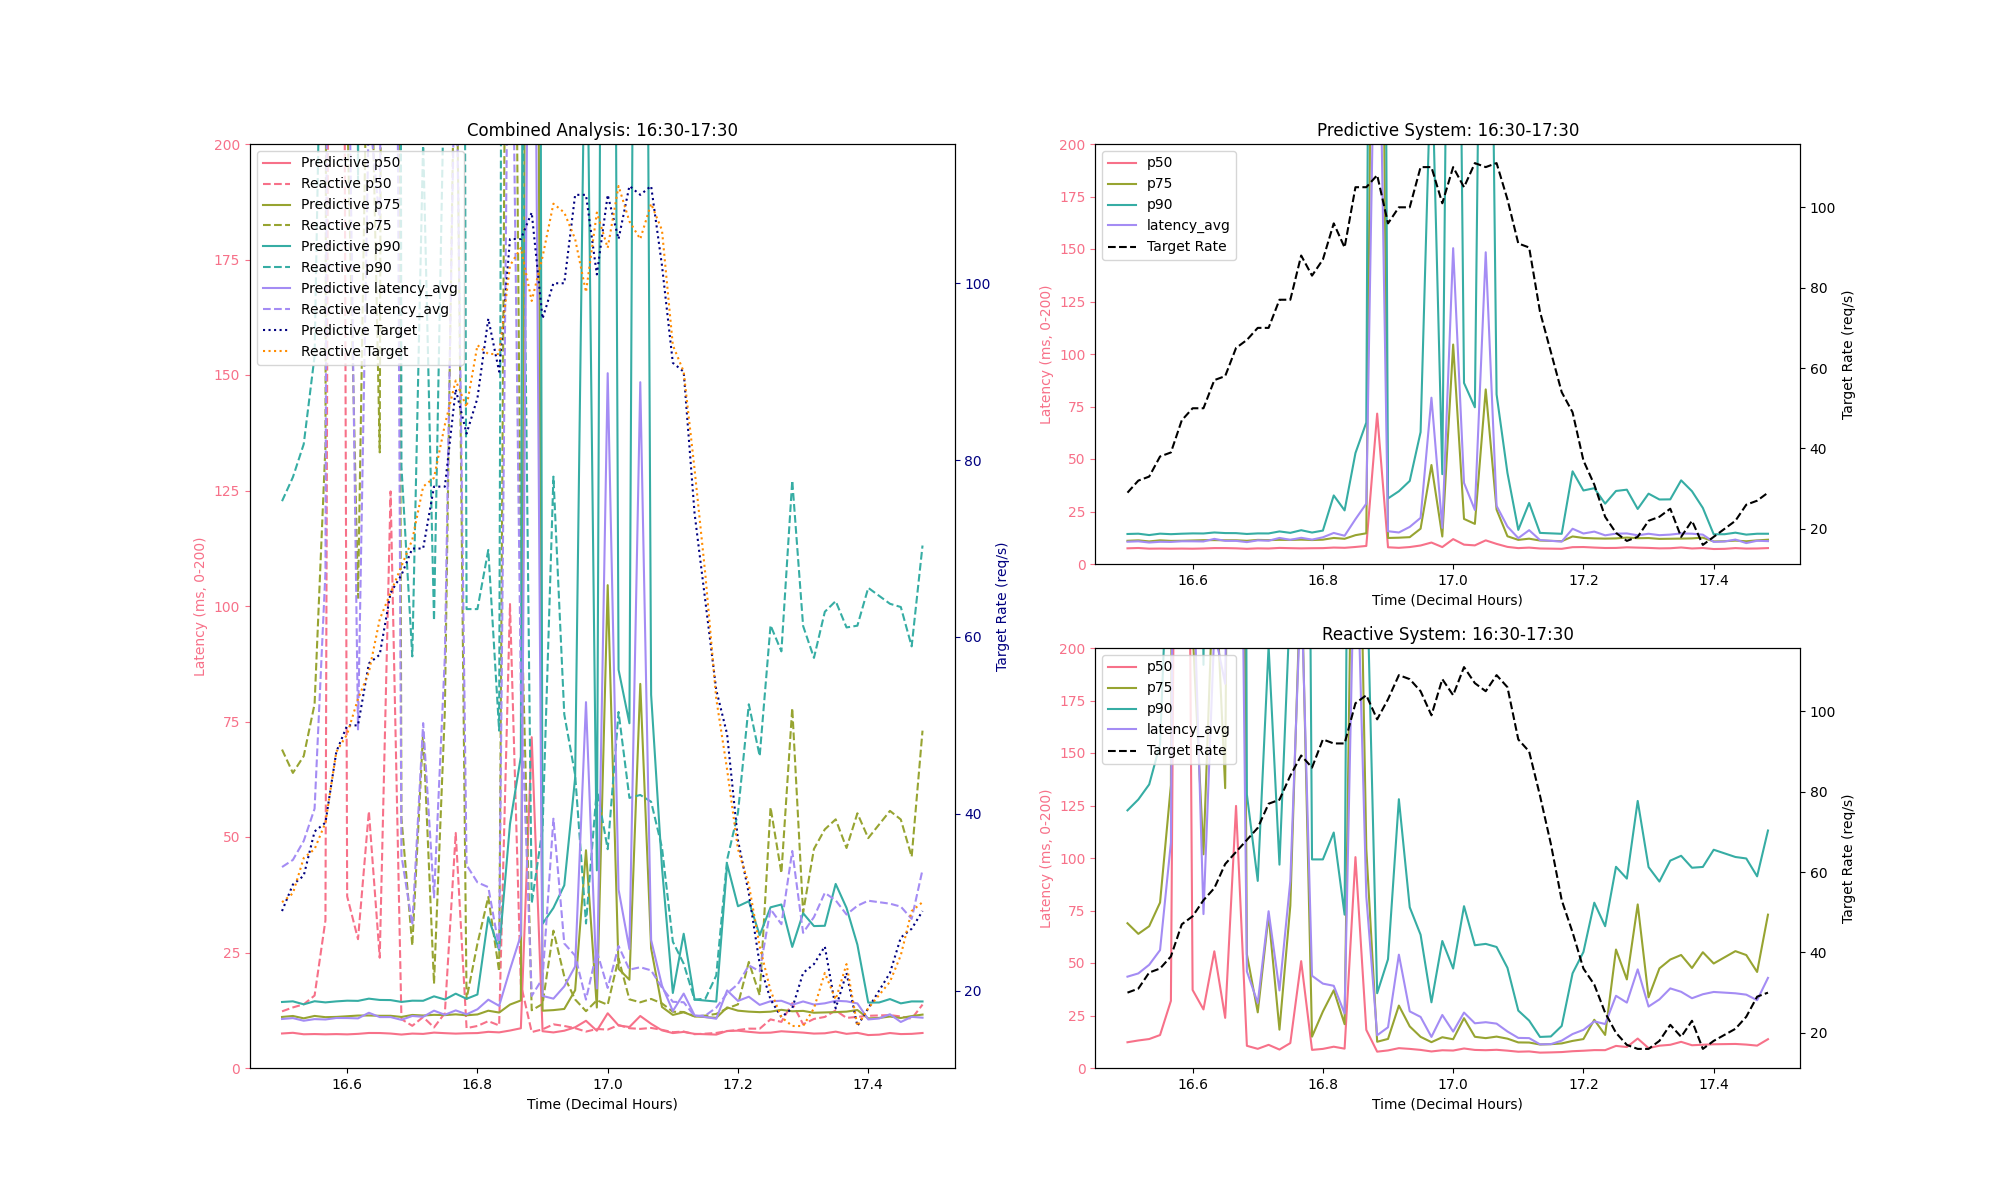 Combined Analysis: 16:30-17:30
Predictive p50
Reactive p50
Predictive p75
Reactive p75
Predictive p90
Reactive p90
Predictive latency_avg
Reactive latency_avg
Predictive Target
Reactive Target
200
175
150
125
100
75
50
25
0
Latency (ms, 0-200)
100
80
60
40
20
Target Rate (req/s)
16.6 16.8 17.0 17.2 17.4
Time (Decimal Hours)
Predictive System: 16:30-17:30
p50
p75
p90
latency_avg
Target Rate
200
175
150
125
100
75
50
25
0
Latency (ms, 0-200)
100
80
60
40
20
Target Rate (req/s)
16.6 16.8 17.0 17.2 17.4
Time (Decimal Hours)
Reactive System: 16:30-17:30
p50
p75
p90
latency_avg
Target Rate
200
175
150
125
100
75
50
25
0
Latency (ms, 0-200)
100
80
60
40
20
Target Rate (req/s)
16.6 16.8 17.0 17.2 17.4
Time (Decimal Hours)